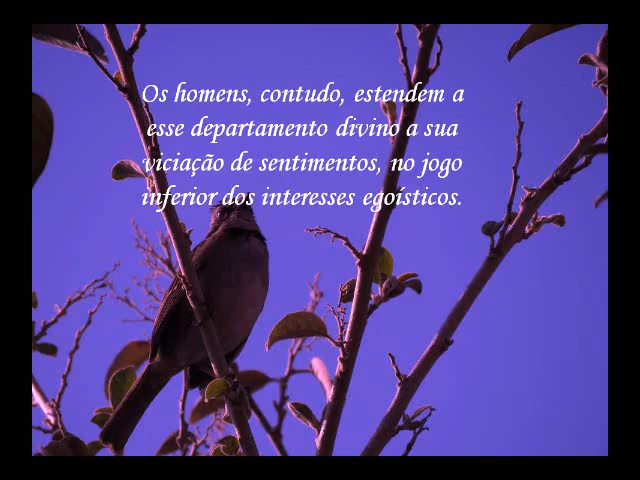 Os homens, contudo, estendem a
esse departamento divino a sua
viciação de sentimentos, no jogo
inferior dos interesses egoísticos.